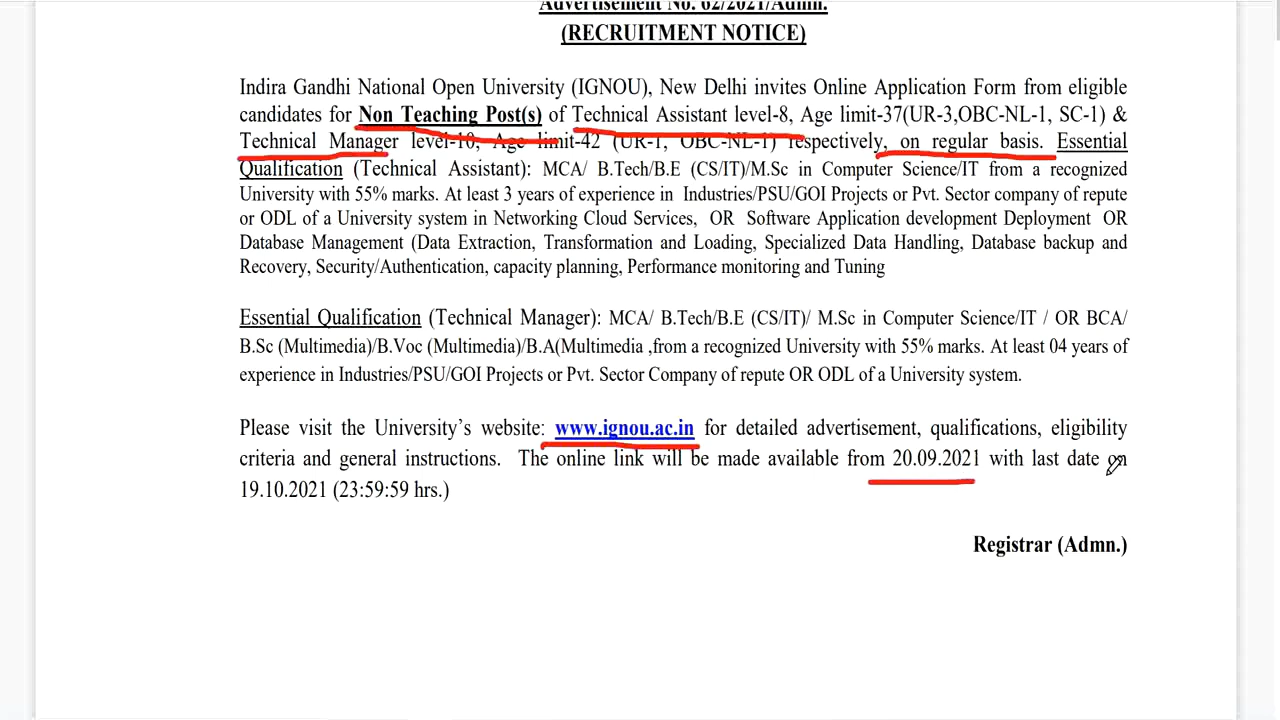 Advertisement No. 62/2021/Admn.
(RECRUITMENT NOTICE)
Indira Gandhi National Open University (IGNOU), New Delhi invites Online Application Form from eligible
candidates for Non Teaching Post(s) of Technical Assistant level-8, Age limit-37(UR-3,OBC-NL-1, SC-1) &
Technical Manager level-10, Age limit-42 (UR-1, OBC-NL-1) respectively, on regular basis. Essential
Qualification (Technical Assistant): MCA/ B.Tech/B.E (CS/IT)/M.Sc in Computer Science/IT from a recognized
University with 55% marks. At least 3 years of experience in Industries/PSU/GOI Projects or Pvt. Sector company of repute
or ODL of a University system in Networking Cloud Services, OR Software Application development Deployment OR
Database Management (Data Extraction, Transformation and Loading, Specialized Data Handling, Database backup and
Recovery, Security/Authentication, capacity planning, Performance monitoring and Tuning
Essential Qualification (Technical Manager): MCA/ B.Tech/B.E (CS/IT)/ M.Sc in Computer Science/IT / OR BCA/
B.Sc (Multimedia)/B.Voc (Multimedia)/B.A(Multimedia ,from a recognized University with 55% marks. At least 04 years of
experience in Industries/PSU/GOI Projects or Pvt. Sector Company of repute OR ODL of a University system.
Please visit the University's website: www.ignou.ac.in for detailed advertisement, qualifications, eligibility
criteria and general instructions. The online link will be made available from 20.09.2021 with last date on
19.10.2021 (23:59:59 hrs.)
Registrar (Admn.)